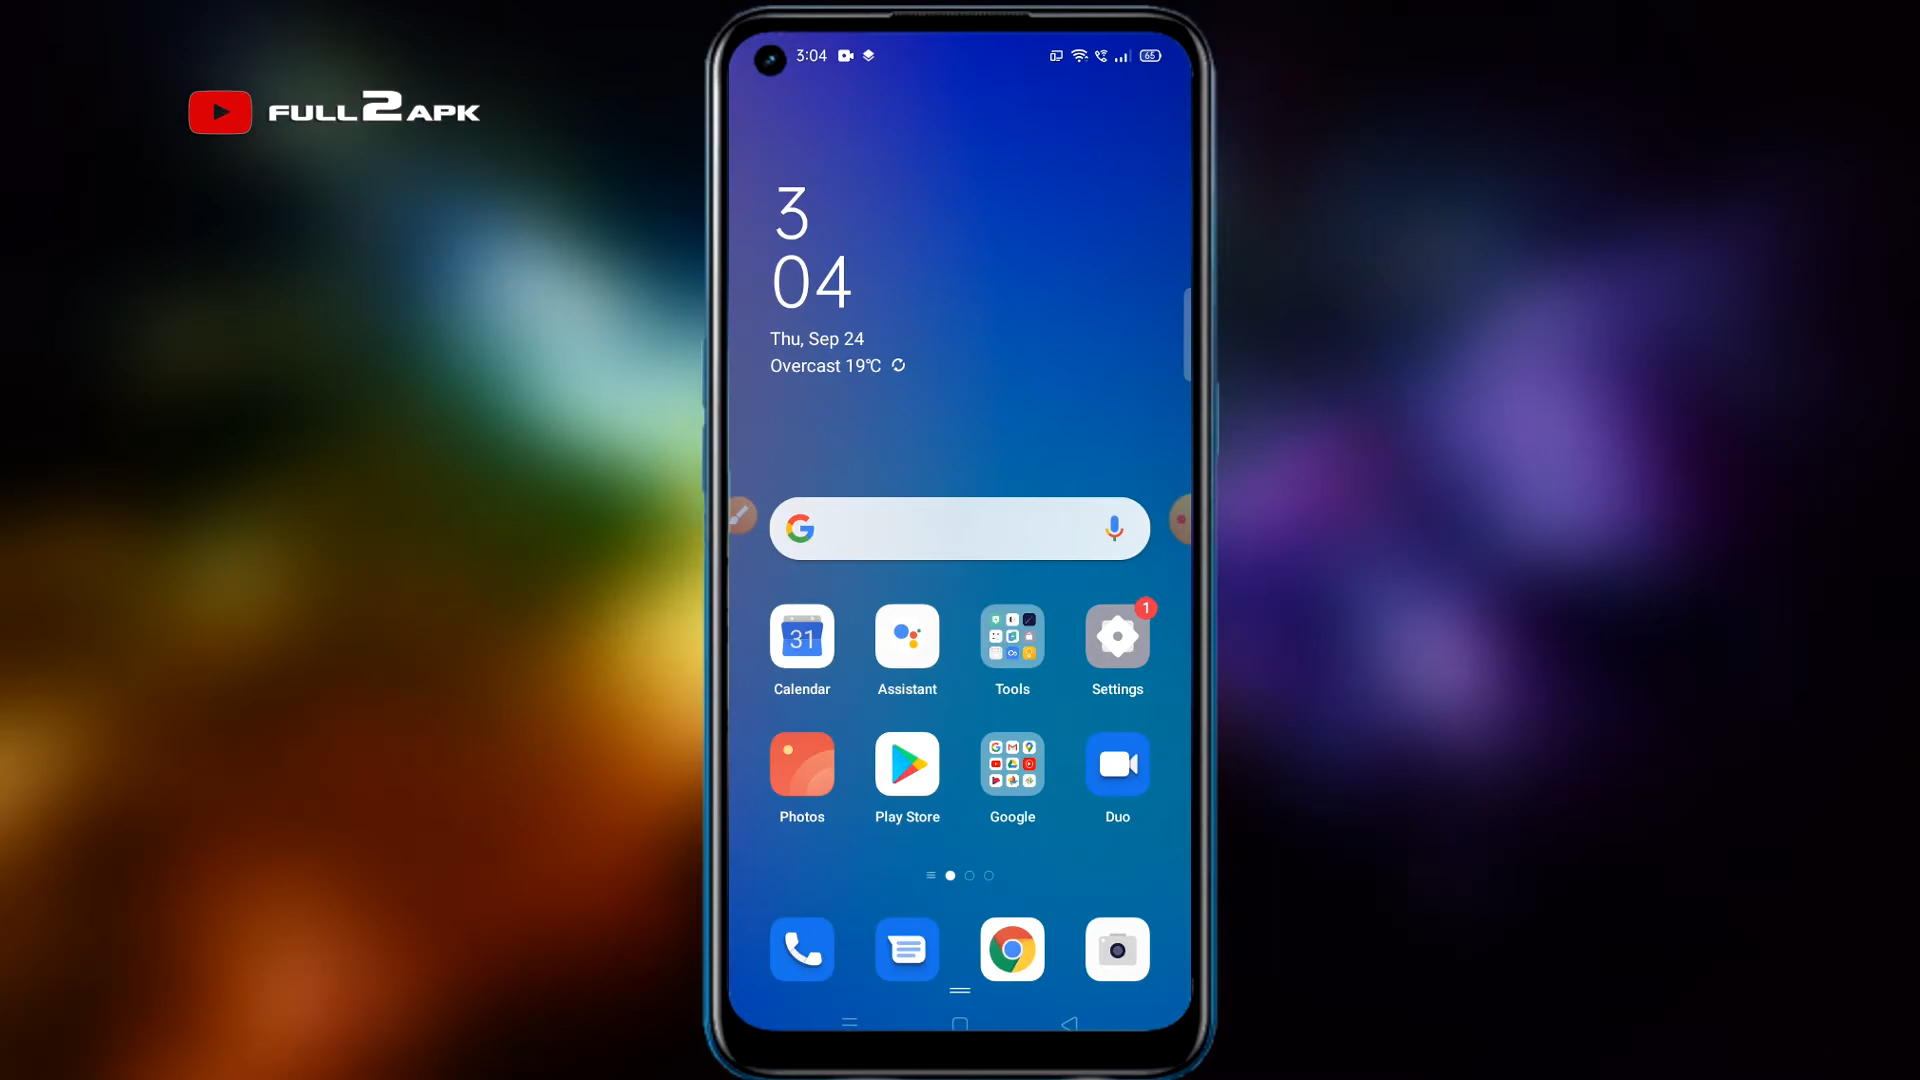 FULL2APK
3:04
65
3
04
Thu, Sep 24
Overcast 19℃
1
31
Calendar
Assistant
Tools
Settings
Photos
Play Store
Google
Duo